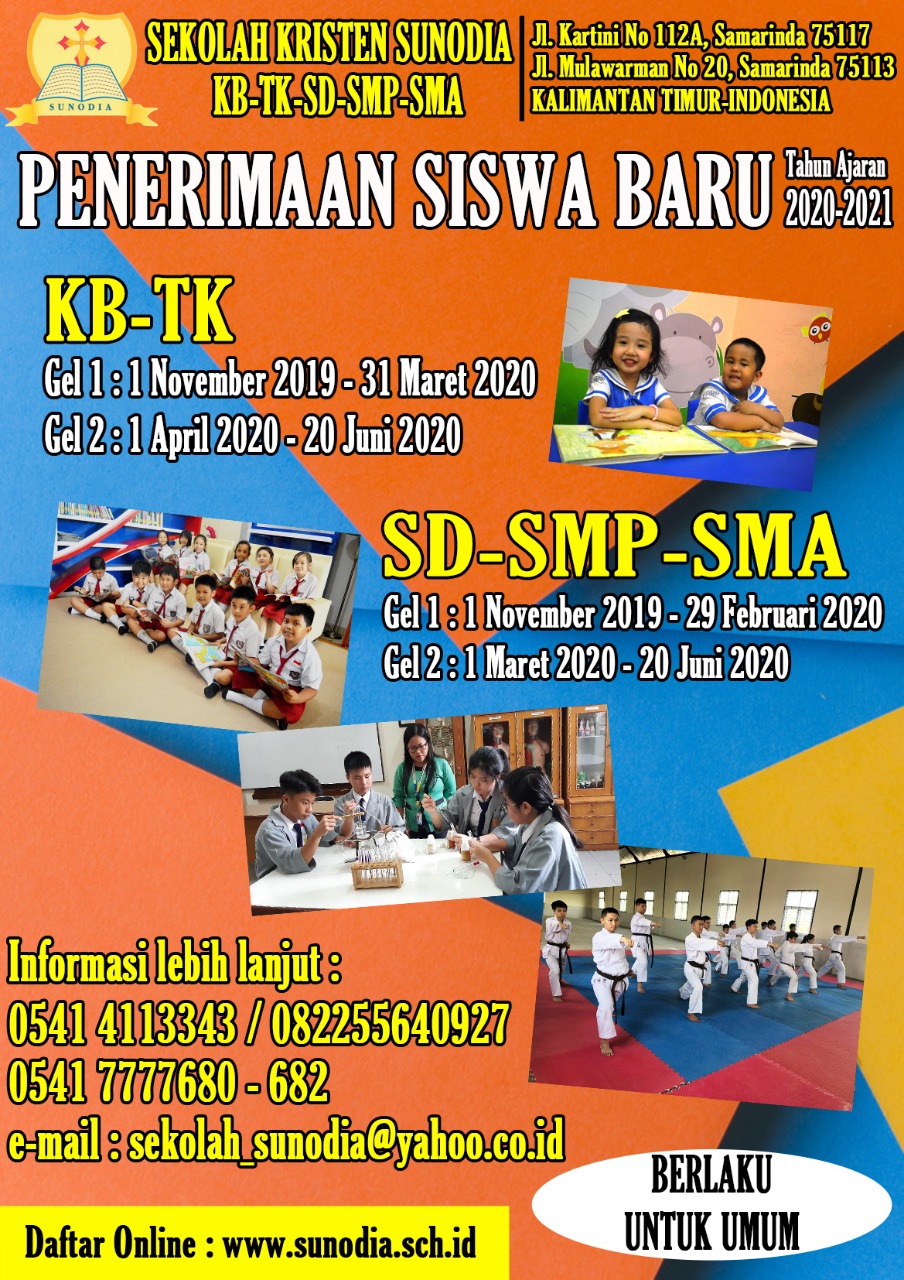 SUNODIA
SEKOLAH KRISTEN SUNODIA
KB-TK-SD-SMP-SMA
Jl. Kartini No 112A, Samarinda 75117
Jl. Mulawarman No 20, Samarinda 75113
KALIMANTAN TIMUR-INDONESIA
PENERIMAAN SISWA BARU
Tahun Ajaran
2020-2021
KB-TK
Gel 1 : 1 November 2019 - 31 Maret 2020
Gel 2 : 1 April 2020 - 20 Juni 2020
SD-SMP-SMA
Gel 1 : 1 November 2019 - 29 Februari 2020
Gel 2 : 1 Maret 2020 - 20 Juni 2020
Informasi lebih lanjut :
0541 4113343 / 082255640927
0541 7777680 - 682
e-mail : sekolah_sunodia@yahoo.co.id
BERLAKU
UNTUK UMUM
Daftar Online : www.sunodia.sch.id